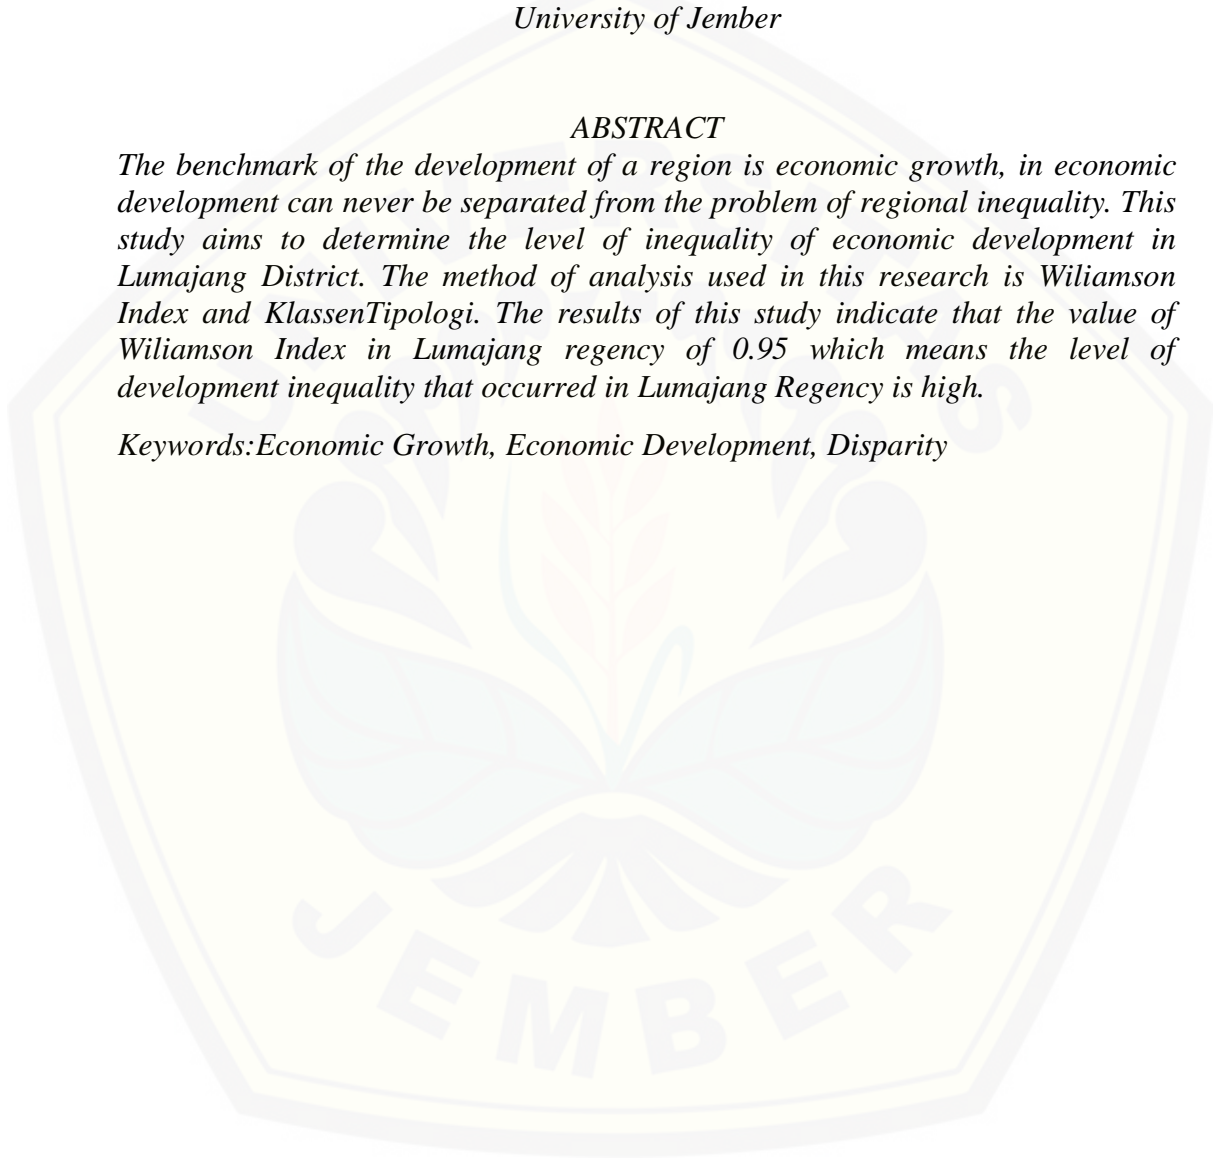 University of Jember
ABSTRACT
The benchmark of the development of a region is economic growth, in economic
development can never be separated from the problem of regional inequality. This
study aims to determine the level of inequality of economic development in
Lumajang District. The method of analysis used in this research is Wiliamson
Index and KlassenTipologi. The results of this study indicate that the value of
Wiliamson Index in Lumajang regency of 0.95 which means the level of
development inequality that occurred in Lumajang Regency is high.
Keywords:Economic Growth, Economic Development, Disparity
UNIVERSITAS
JEMBER